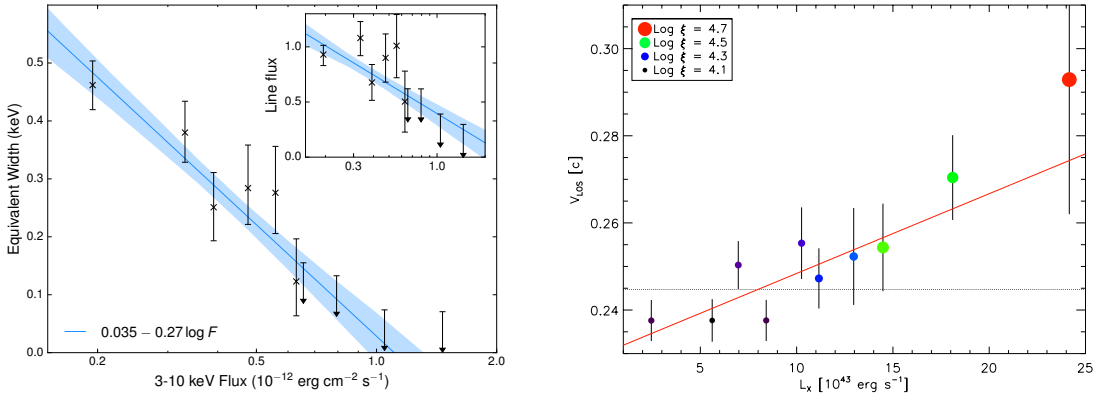 Equivalent Width (keV)
0.5
0.4
0.3
0.2
0.1
0.0
0.2
0.5
1.0
2.0
3-10 keV Flux (10⁻¹² erg cm⁻² s⁻¹)
0.035 − 0.27 log F
Line flux
1.0
0.5
0.0
0.3
1.0
V_LOS [c]
0.30
0.28
0.26
0.24
5
10
15
20
25
L_X [10⁴³ erg s⁻¹]
Log ξ = 4.7
Log ξ = 4.5
Log ξ = 4.3
Log ξ = 4.1